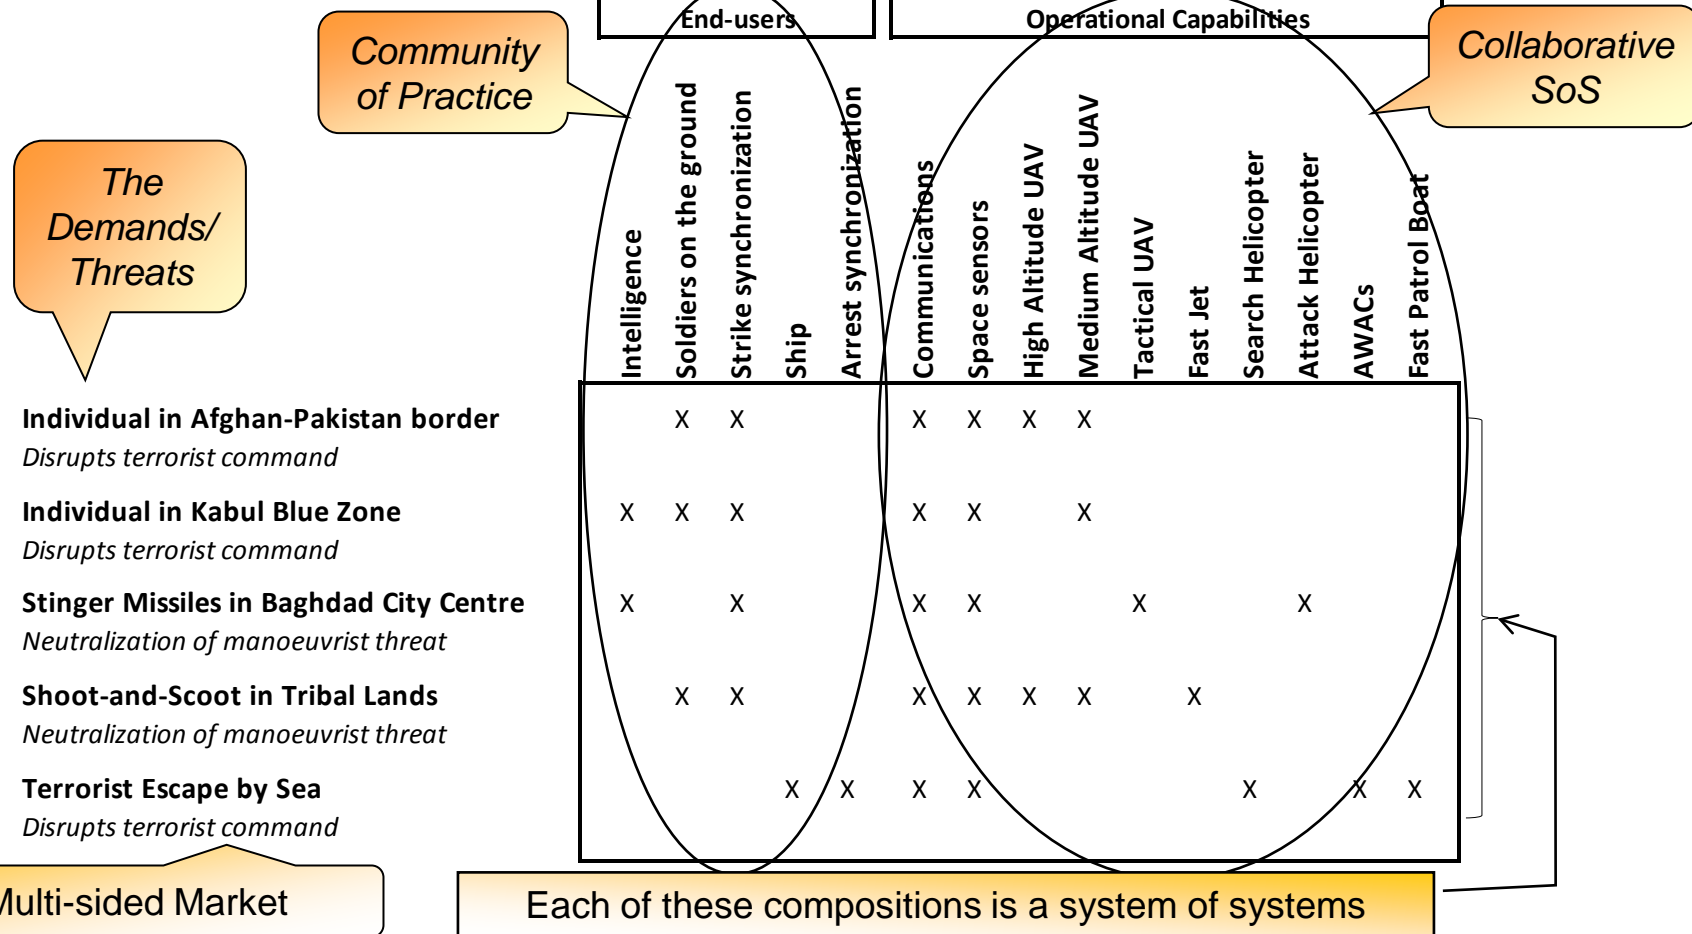 End-users
Operational Capabilities
Community
of Practice
Collaborative
SoS
The
Demands/
Threats
Intelligence
Soldiers on the ground
Strike synchronization
Ship
Arrest synchronization
Communications
Space sensors
High Altitude UAV
Medium Altitude UAV
Tactical UAV
Fast Jet
Search Helicopter
Attack Helicopter
AWACs
Fast Patrol Boat
Individual in Afghan-Pakistan border X X X X X X
Disrupts terrorist command
Individual in Kabul Blue Zone X X X X X X
Disrupts terrorist command
Stinger Missiles in Baghdad City Centre X X X X X X
Neutralization of manoeuvrist threat
Shoot-and-Scoot in Tribal Lands X X X X X X X
Neutralization of manoeuvrist threat
Terrorist Escape by Sea X X X X X X X
Disrupts terrorist command
Multi-sided Market
Each of these compositions is a system of systems